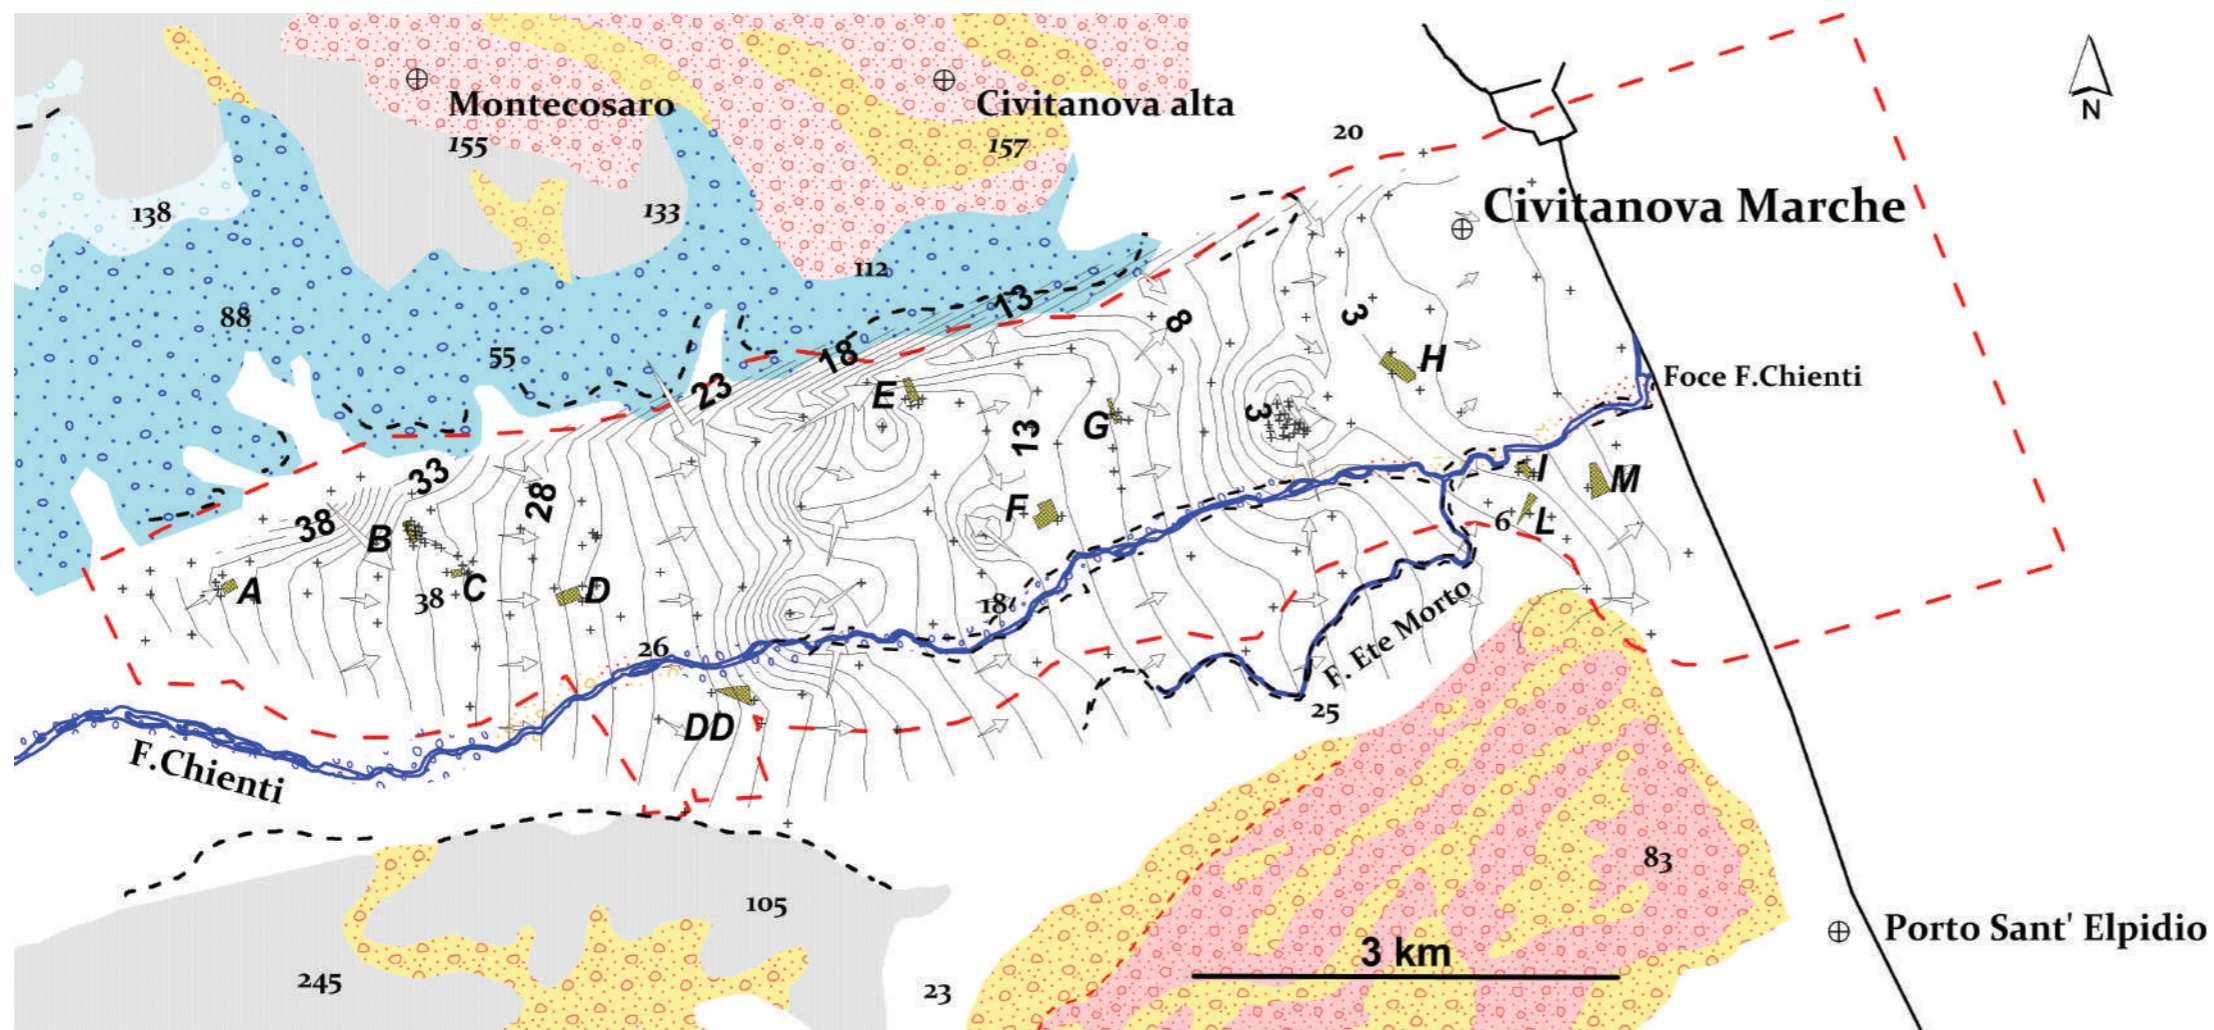 Montecosaro
Civitanova alta
N
155
157
20
138
133
Civitanova Marche
112
88
55
13
8
3
18
23
E
H
Foce F.Chienti
G
3
13
33
28
38
B
F
I
M
6
L
A
38
C
D
18
26
F. Ete Morto
DD
25
F.Chienti
83
105
3 km
Porto Sant' Elpidio
245
23